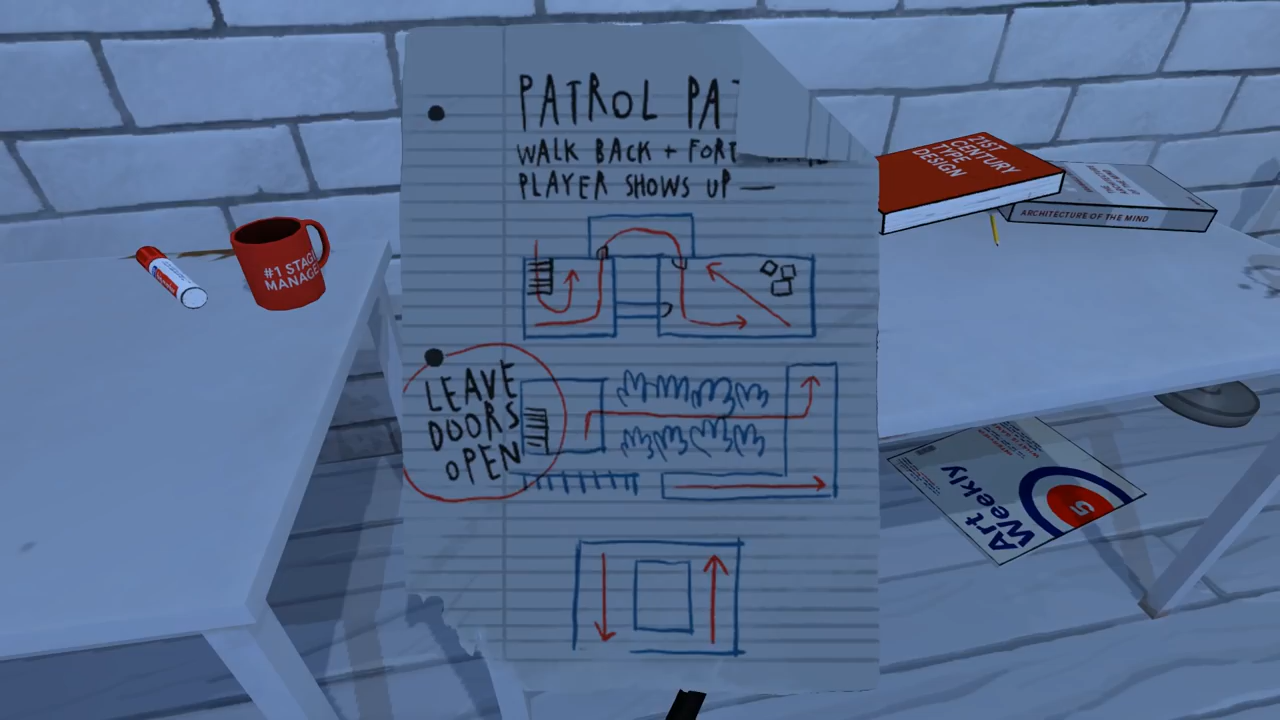 PATROL PA
WALK BACK + FORT
PLAYER SHOWS UP —
LEAVE
DOORS
OPEN
#1 STAG
MANAGE
21ST
CENTURY
TYPE
DESIGN
ARCHITECTURE OF THE MIND
Art
Weekly
5